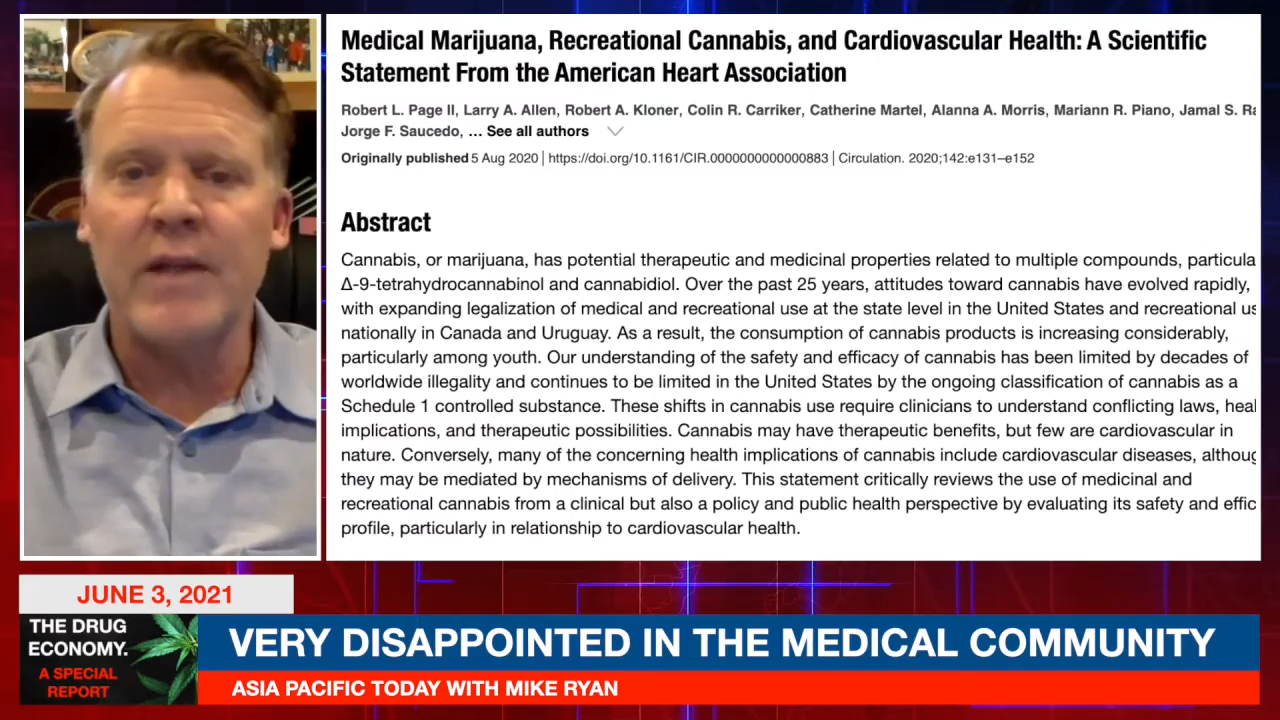 Medical Marijuana, Recreational Cannabis, and Cardiovascular Health: A Scientific
Statement From the American Heart Association
Robert L. Page II, Larry A. Allen, Robert A. Kloner, Colin R. Carriker, Catherine Martel, Alanna A. Morris, Mariann R. Piano, Jamal S. Ra
Jorge F. Saucedo, ... See all authors
Originally published 5 Aug 2020 | https://doi.org/10.1161/CIR.0000000000000883 | Circulation. 2020;142:e131–e152
Abstract
Cannabis, or marijuana, has potential therapeutic and medicinal properties related to multiple compounds, particula
Δ-9-tetrahydrocannabinol and cannabidiol. Over the past 25 years, attitudes toward cannabis have evolved rapidly,
with expanding legalization of medical and recreational use at the state level in the United States and recreational us
nationally in Canada and Uruguay. As a result, the consumption of cannabis products is increasing considerably,
particularly among youth. Our understanding of the safety and efficacy of cannabis has been limited by decades of
worldwide illegality and continues to be limited in the United States by the ongoing classification of cannabis as a
Schedule 1 controlled substance. These shifts in cannabis use require clinicians to understand conflicting laws, heal
implications, and therapeutic possibilities. Cannabis may have therapeutic benefits, but few are cardiovascular in
nature. Conversely, many of the concerning health implications of cannabis include cardiovascular diseases, althoug
they may be mediated by mechanisms of delivery. This statement critically reviews the use of medicinal and
recreational cannabis from a clinical but also a policy and public health perspective by evaluating its safety and effic
profile, particularly in relationship to cardiovascular health.
JUNE 3, 2021
THE DRUG
ECONOMY.
A SPECIAL
REPORT
VERY DISAPPOINTED IN THE MEDICAL COMMUNITY
ASIA PACIFIC TODAY WITH MIKE RYAN